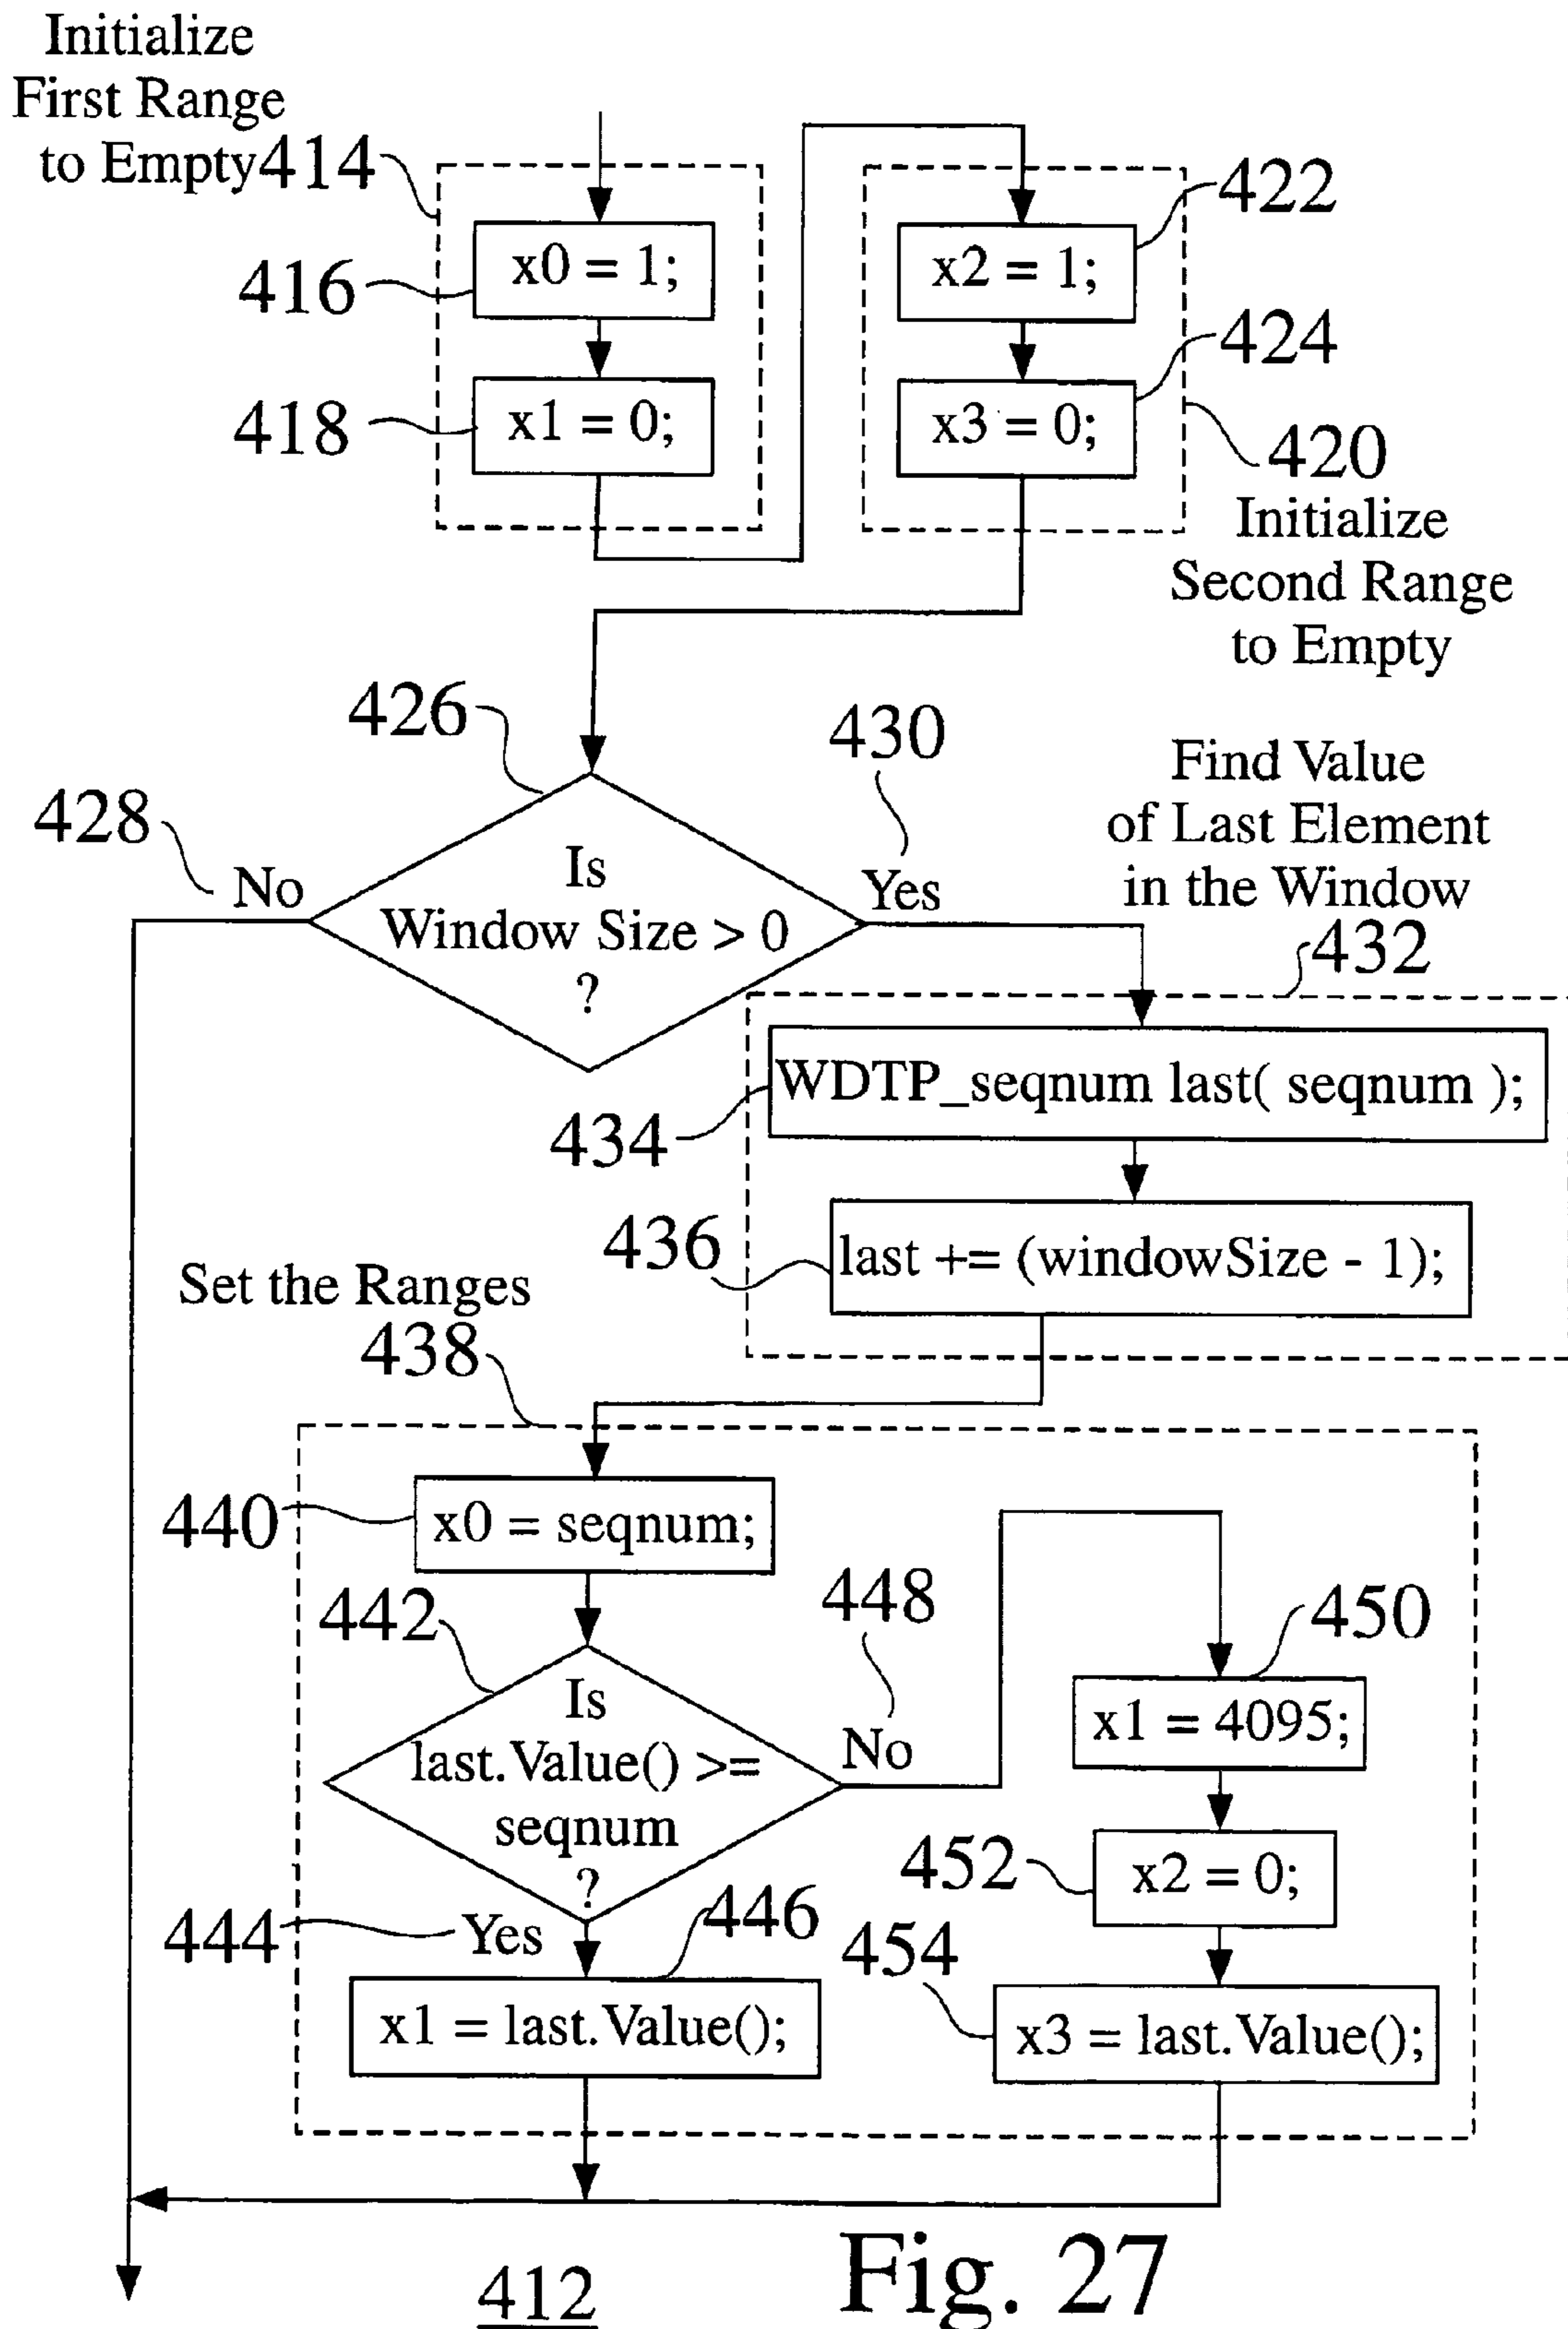 Initialize
First Range
to Empty 414
416
x0 = 1;
418
x1 = 0;
422
x2 = 1;
424
x3 = 0;
420
Initialize
Second Range
to Empty
426
428
No
Is
Window Size > 0
?
430
Yes
Find Value
of Last Element
in the Window
432
434
WDTP_seqnum last( seqnum );
436
last += (windowSize - 1);
Set the Ranges
438
440
x0 = seqnum;
442
Is
last.Value() >=
seqnum
?
448
No
450
x1 = 4095;
452
x2 = 0;
444
Yes
446
x1 = last.Value();
454
x3 = last.Value();
412
Fig. 27